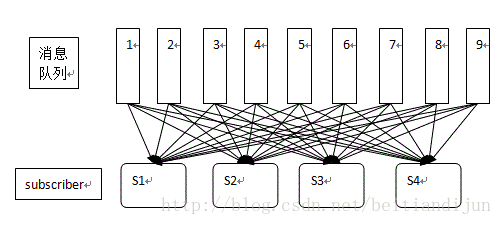 消息
队列
1 2 3 4 5 6 7 8 9
subscriber
S1 S2 S3 S4
http://blog.csdn.net/beitiandijun